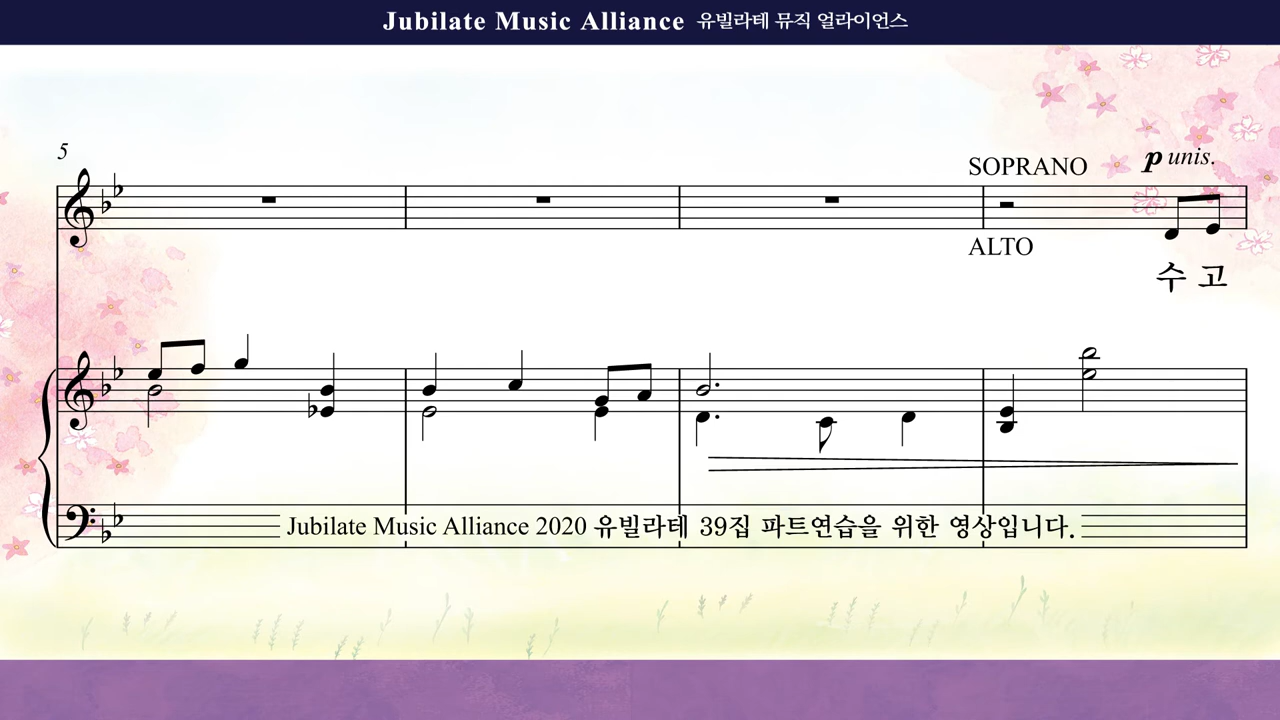 Jubilate Music Alliance 유빌라테 뮤직 얼라이언스
5
SOPRANO
p unis.
ALTO
수 고
Jubilate Music Alliance 2020 유빌라테 39집 파트연습을 위한 영상입니다.